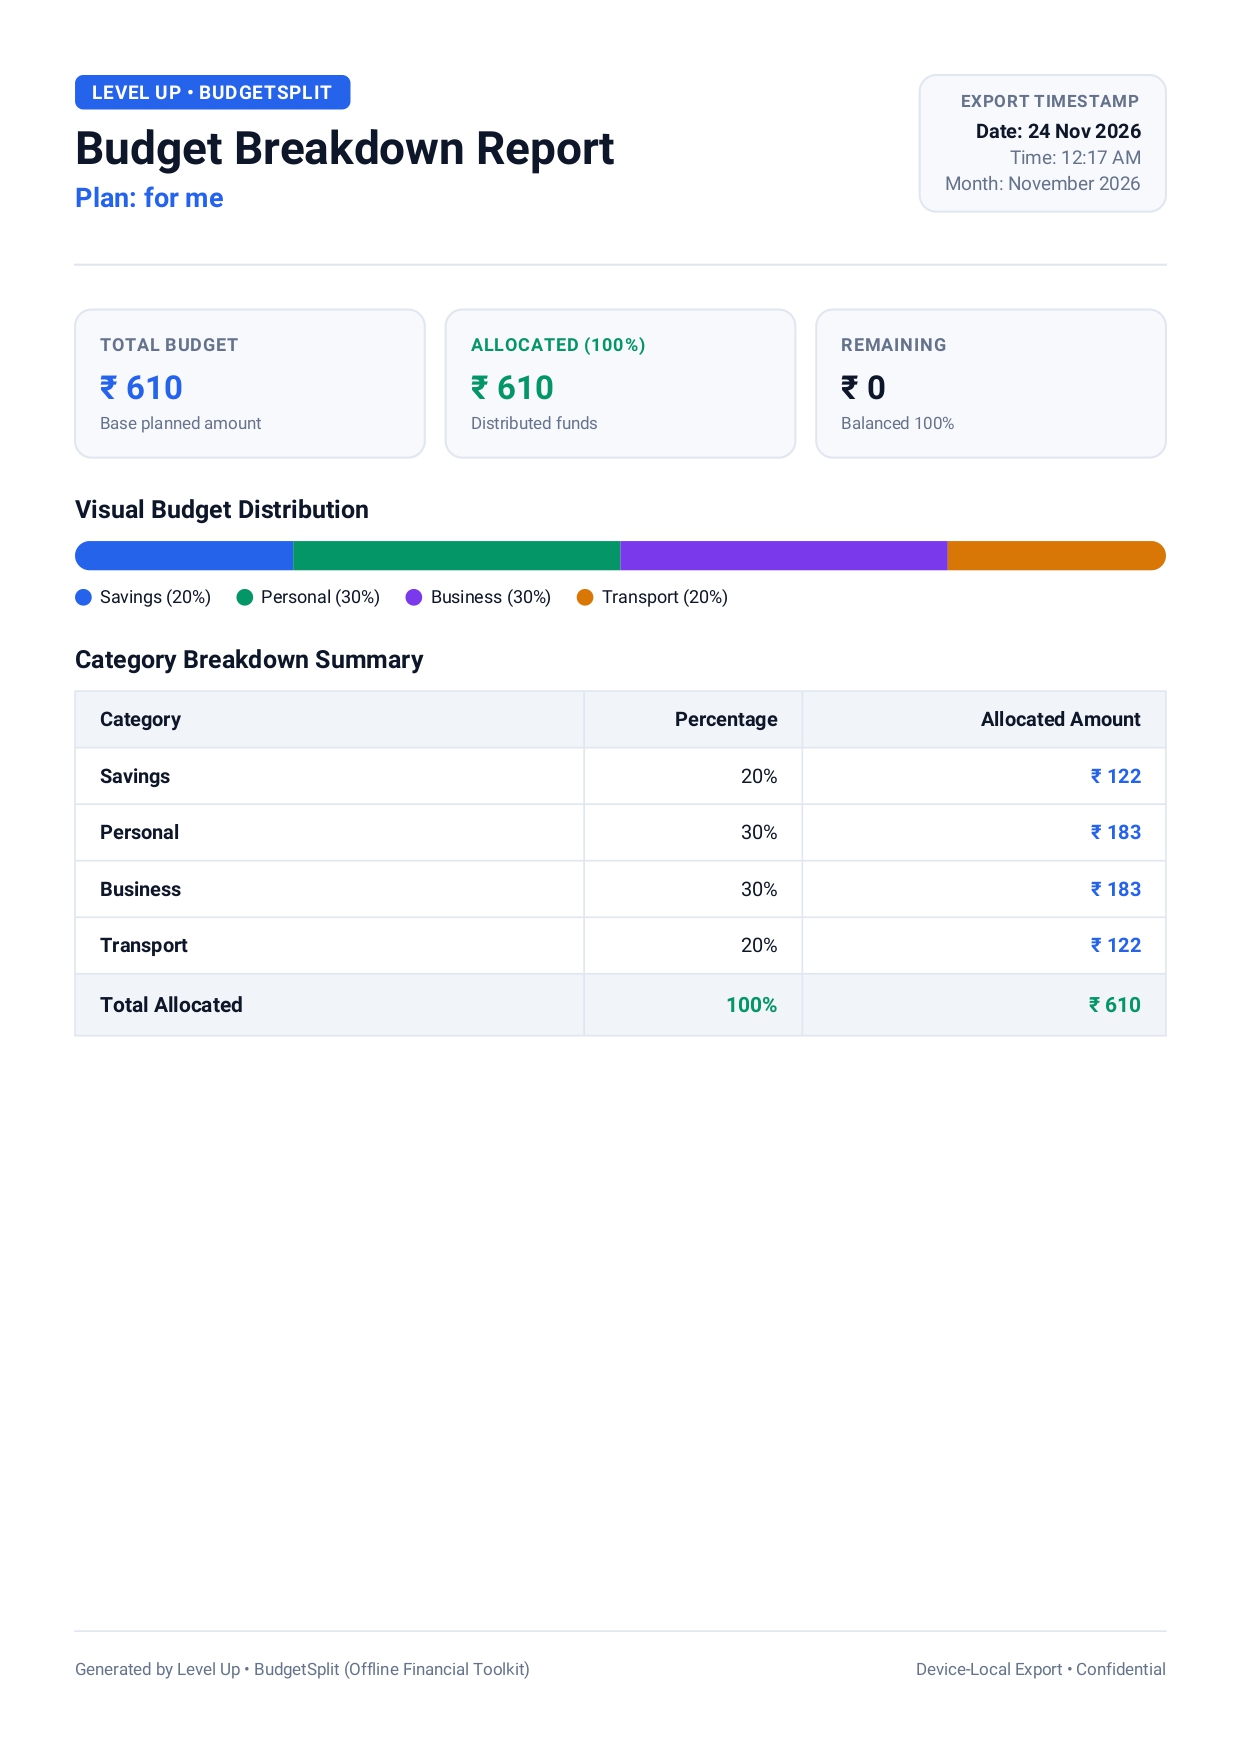 LEVEL UP • BUDGETSPLIT
Budget Breakdown Report
Plan: for me
EXPORT TIMESTAMP
Date: 24 Nov 2026
Time: 12:17 AM
Month: November 2026
TOTAL BUDGET
₹ 610
Base planned amount
ALLOCATED (100%)
₹ 610
Distributed funds
REMAINING
₹ 0
Balanced 100%
Visual Budget Distribution
Savings (20%) Personal (30%) Business (30%) Transport (20%)
Category Breakdown Summary
Category Percentage Allocated Amount
Savings 20% ₹ 122
Personal 30% ₹ 183
Business 30% ₹ 183
Transport 20% ₹ 122
Total Allocated 100% ₹ 610
Generated by Level Up • BudgetSplit (Offline Financial Toolkit) Device-Local Export • Confidential